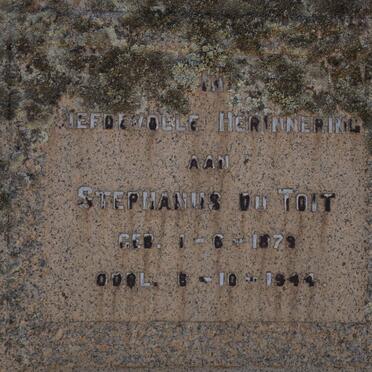 IN
LIEFDEVOLLE HERINNERING
AAN
STEPHANUS DU TOIT
GEB. 1-6-1879
OORL. 8-10-1944